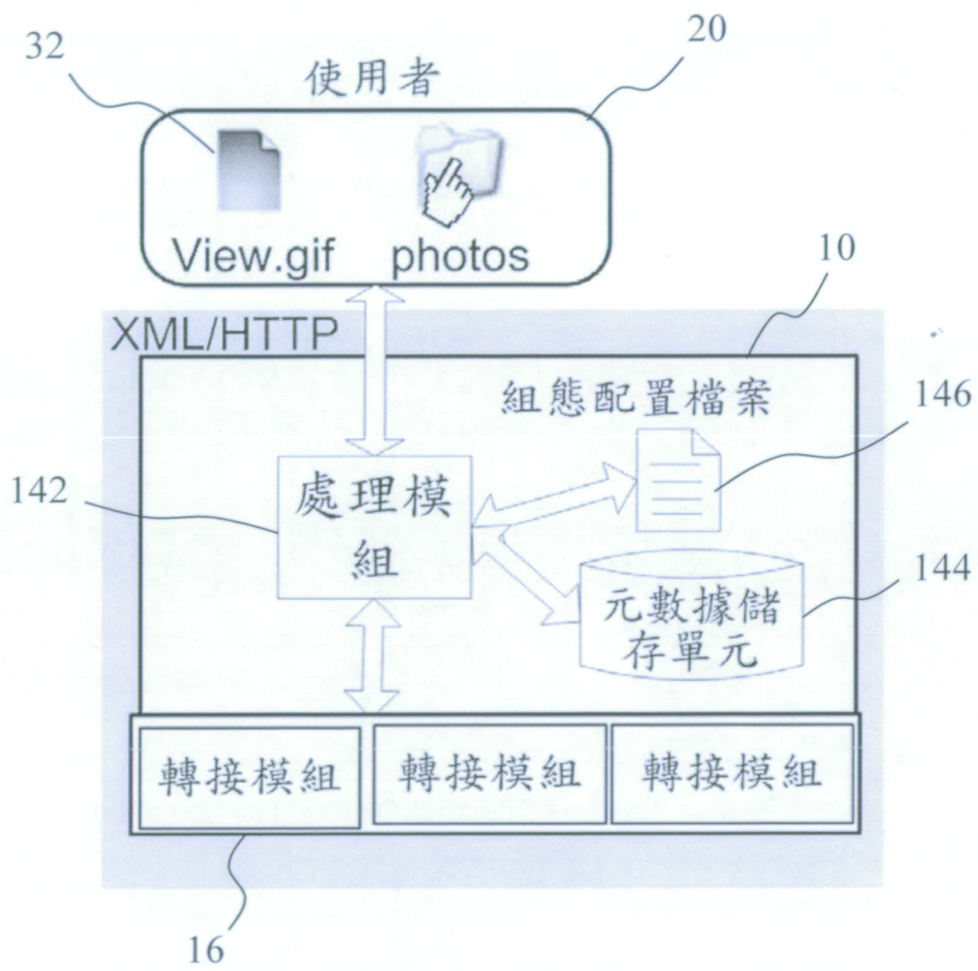 32
20
使用者
View.gif
photos
10
XML/HTTP
組態配置檔案
146
142
處理模
組
144
元數據儲
存單元
轉接模組
轉接模組
轉接模組
16